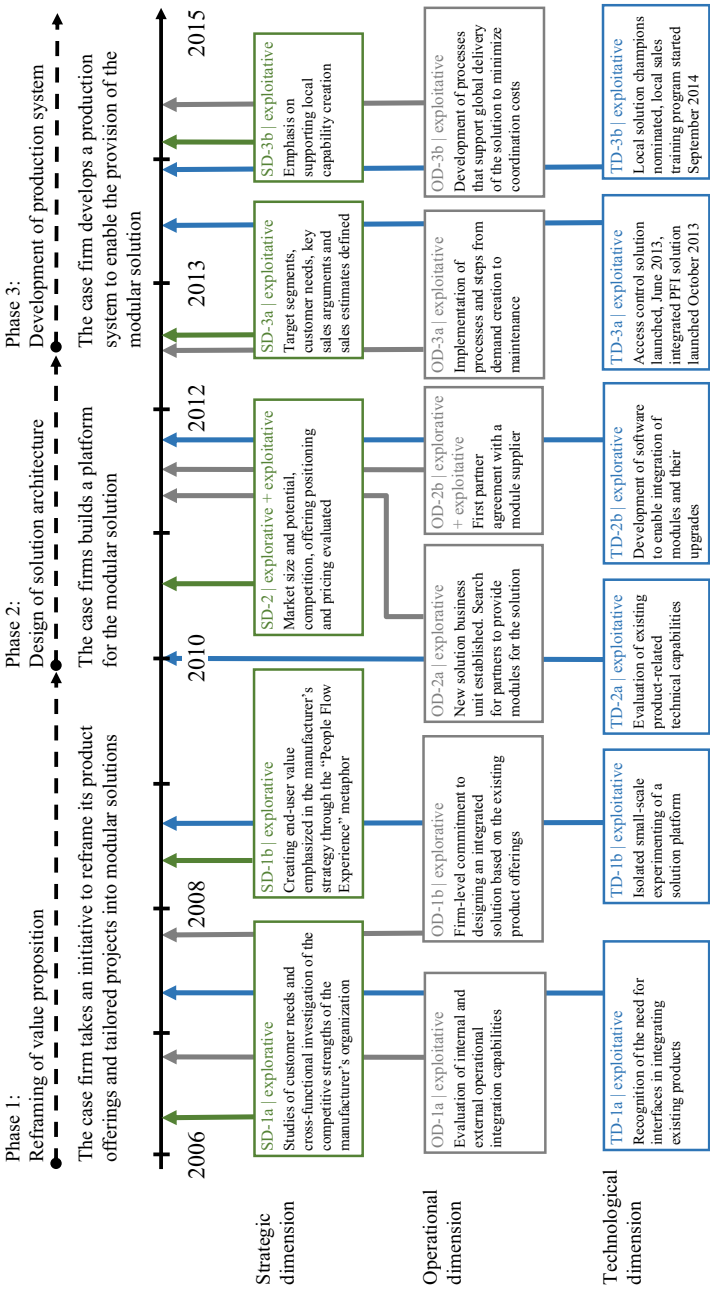 Phase 1:
Reframing of value proposition
The case firm takes an initiative to reframe its product
offerings and tailored projects into modular solutions
Phase 2:
Design of solution architecture
The case firms builds a platform
for the modular solution
Phase 3:
Development of production system
The case firm develops a production
system to enable the provision of the
modular solution
2006
2008
2010
2012
2013
2015
Strategic
dimension
SD-1a | explorative
Studies of customer needs and
cross-functional investigation of the
competitive strengths of the
manufacturer's organization
SD-1b | explorative
Creating end-user value
emphasized in the manufacturer's
strategy through the “People Flow
Experience” metaphor
SD-2 | explorative + exploitative
Market size and potential,
competition, offering positioning
and pricing evaluated
SD-3a | exploitative
Target segments,
customer needs, key
sales arguments and
sales estimates defined
SD-3b | exploitative
Emphasis on
supporting local
capability creation
Operational
dimension
OD-1a | exploitative
Evaluation of internal and
external operational
integration capabilities
OD-1b | explorative
Firm-level commitment to
designing an integrated
solution based on the existing
product offerings
OD-2a | explorative
New solution business
unit established. Search
for partners to provide
modules for the solution
OD-2b | explorative
+ exploitative
First partner
agreement with a
module supplier
OD-3a | exploitative
Implementation of
processes and steps from
demand creation to
maintenance
OD-3b | exploitative
Development of processes
that support global delivery
of the solution to minimize
coordination costs
Technological
dimension
TD-1a | exploitative
Recognition of the need for
interfaces in integrating
existing products
TD-1b | exploitative
Isolated small-scale
experimenting of a
solution platform
TD-2a | exploitative
Evaluation of existing
product-related
technical capabilities
TD-2b | explorative
Development of software
to enable integration of
modules and their
upgrades
TD-3a | exploitative
Access control solution
launched, June 2013,
integrated PFI solution
launched October 2013
TD-3b | exploitative
Local solution champions
nominated, local sales
training program started
September 2014